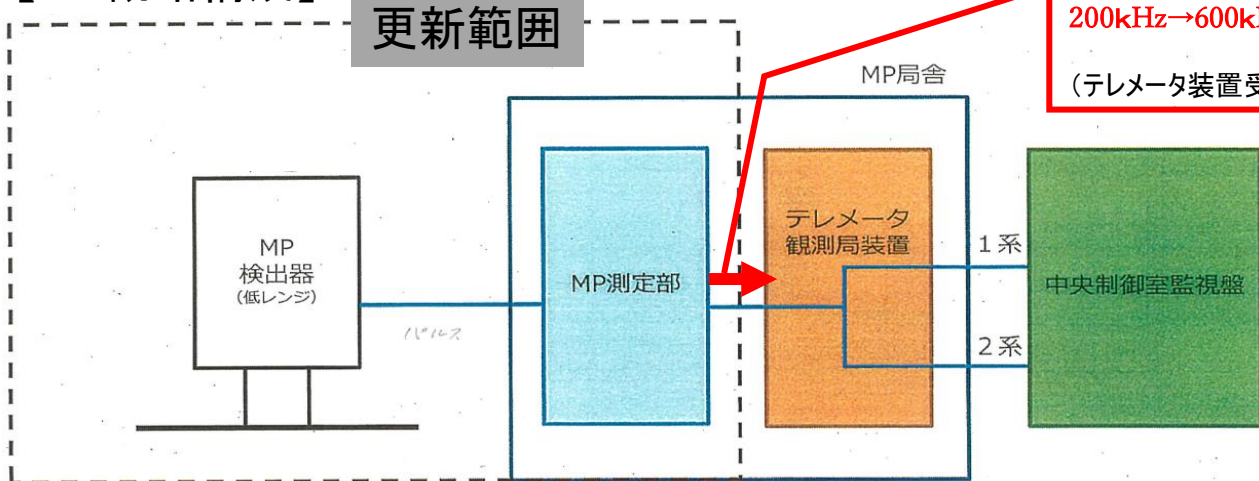 更新範囲
200kHz→600k
(テレメータ装置受
MP局舎
MP
検出器
(低レンジ)
パルス
MP測定部
テレメータ
観測局装置
1系
2系
中央制御室監視盤